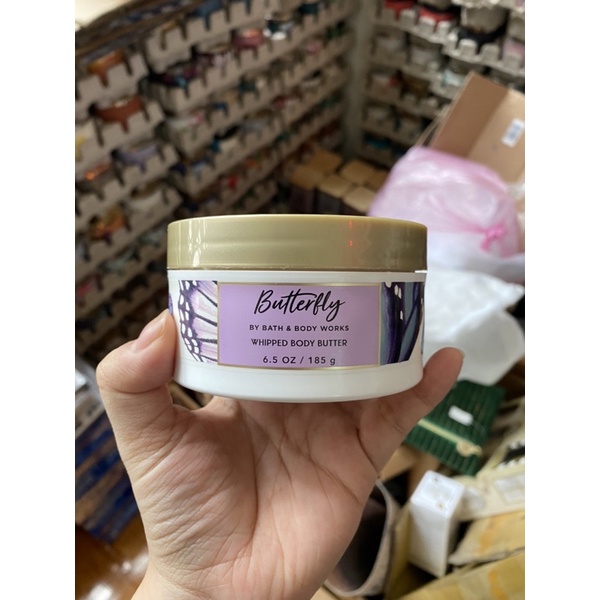 Butterfly
BY BATH & BODY WORKS
WHIPPED BODY BUTTER
6.5 OZ / 185 g